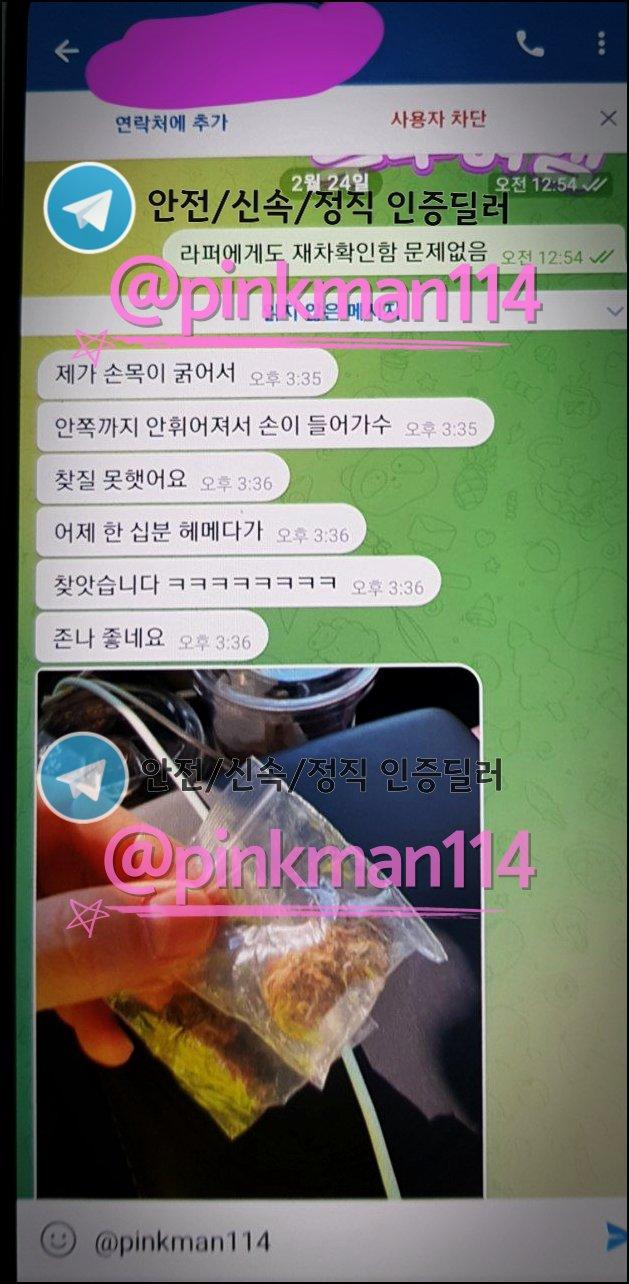 연락처에 추가
사용자 차단
2월 24일
오전 12:54
안전/신속/정직 인증딜러
라퍼에게도 재차확인함 문제없음 오전 12:54
@pinkman114
제가 손목이 굵어서 오후 3:35
안쪽까지 안휘어져서 손이 들어가수 오후 3:35
찾질 못햇어요 오후 3:36
어제 한 십분 헤메다가 오후 3:36
찾앗습니다 ㅋㅋㅋㅋㅋㅋㅋㅋ 오후 3:36
존나 좋네요 오후 3:36
안전/신속/정직 인증딜러
@pinkman114
@pinkman114